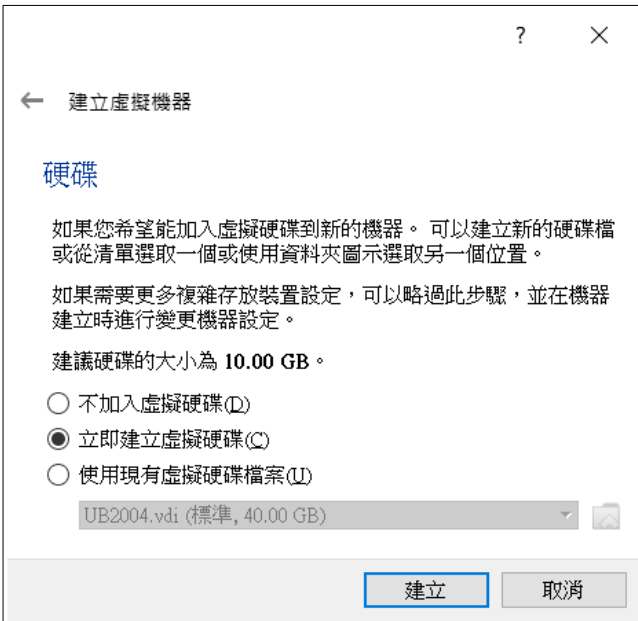 ?
建立虛擬機器
硬碟
如果您希望能加入虛擬硬碟到新的機器。 可以建立新的硬碟檔
或從清單選取一個或使用資料夾圖示選取另一個位置。
如果需要更多複雜存放裝置設定，可以略過此步驟，並在機器
建立時進行變更機器設定。
建議硬碟的大小為 10.00 GB。
不加入虛擬硬碟(D)
立即建立虛擬硬碟(C)
使用現有虛擬硬碟檔案(U)
UB2004.vdi (標準, 40.00 GB)
建立 取消